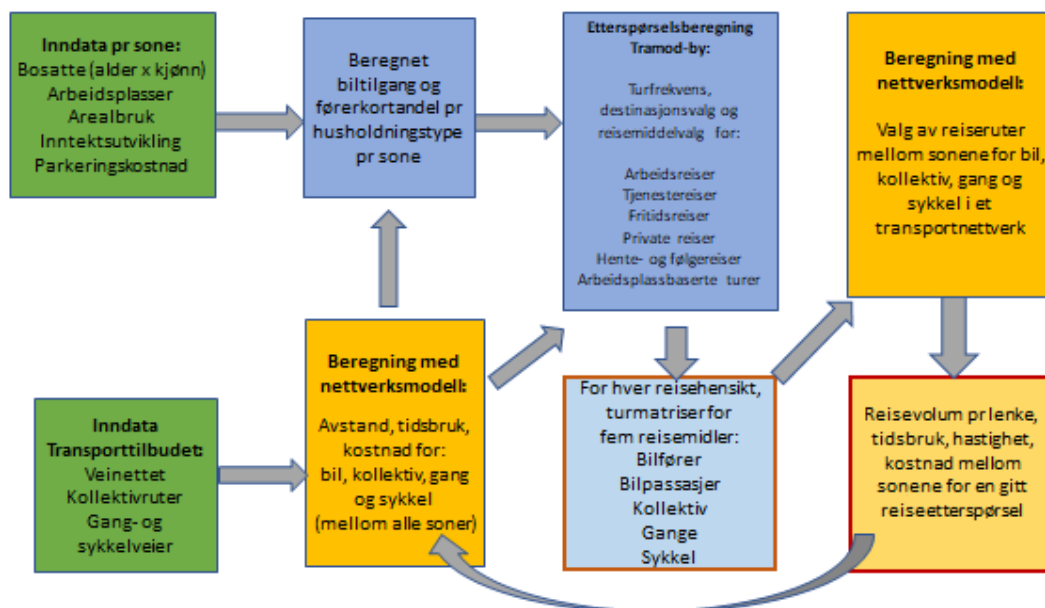 Inndata pr sone:
Bosatte (alder x kjønn)
Arbeidsplasser
Arealbruk
Inntektsutvikling
Parkeringskostnad
Beregnet
biltilgang og
førerkortandel pr
husholdningstype
pr sone
Etterspørselsberegning
Tramod-by:
Turfrekvens,
destinasjonsvalg og
reisemiddelvalg for:
Arbeidsreiser
Tjenestereiser
Fritidsreiser
Private reiser
Hente- og følgereiser
Arbeidsplassbaserte turer
Beregning med
nettverksmodell:
Valg av reiseruter
mellom sonene for bil,
kollektiv, gang og
sykkel i et
transportnettverk
Inndata
Transporttilbudet:
Veinettet
Kollektivruter
Gang- og
sykkelveier
Beregning med
nettverksmodell:
Avstand, tidsbruk,
kostnad for:
bil, kollektiv, gang
og sykkel
(mellom alle soner)
For hver reisehensikt,
turmatriser for
fem reisemidler:
Bilfører
Bilpassasjer
Kollektiv
Gange
Sykkel
Reisevolum pr lenke,
tidsbruk, hastighet,
kostnad mellom
sonene for en gitt
reiseetterspørsel